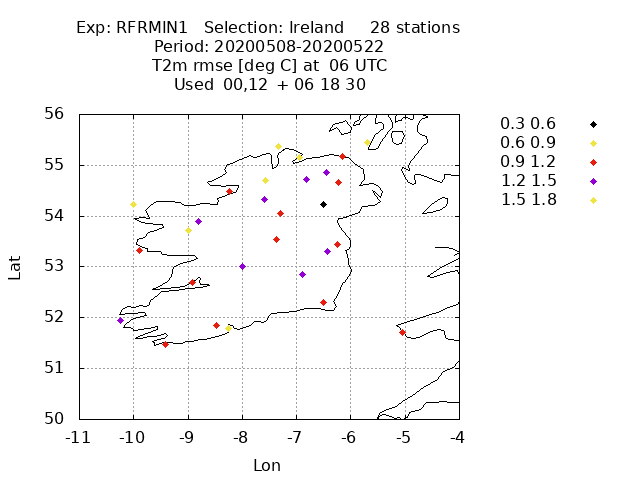 Exp: RFRMIN1 Selection: Ireland 28 stations
Period: 20200508-20200522
T2m rmse [deg C] at 06 UTC
Used 00,12 + 06 18 30
56
55
54
53
52
51
50
-11 -10 -9 -8 -7 -6 -5 -4
Lat
Lon
0.3 0.6
0.6 0.9
0.9 1.2
1.2 1.5
1.5 1.8